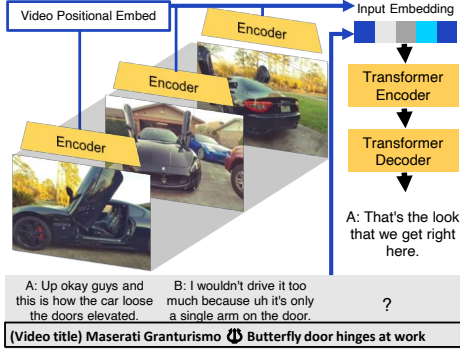 Video Positional Embed
Input Embedding
Encoder
Encoder
Encoder
Transformer
Encoder
Transformer
Decoder
A: That's the look
that we get right
here.
A: Up okay guys and
this is how the car loose
the doors elevated.
B: I wouldn't drive it too
much because uh it's only
a single arm on the door.
?
(Video title) Maserati Granturismo 🔱 Butterfly door hinges at work